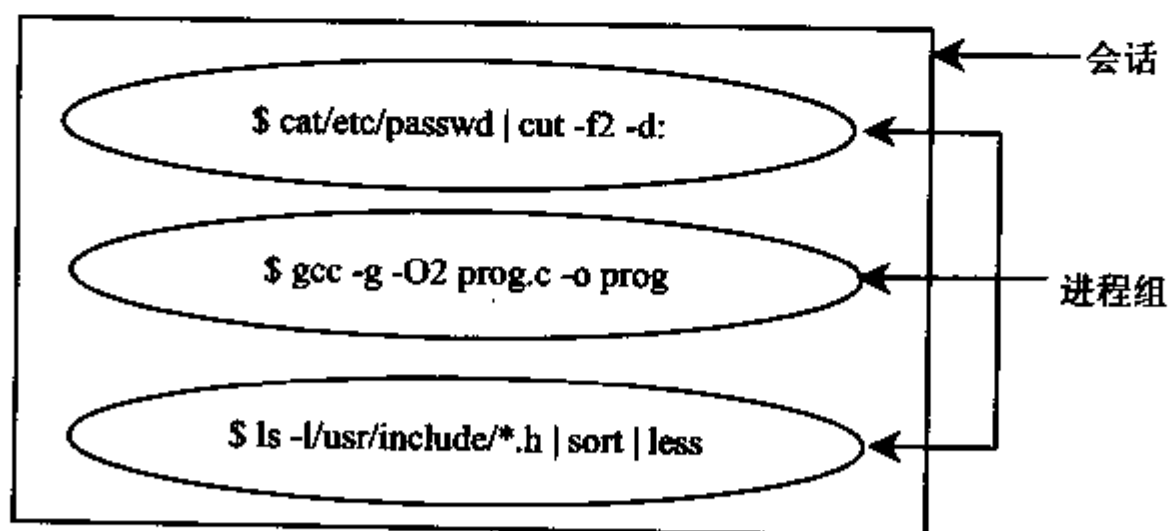 会话
$ cat/etc/passwd | cut -f2 -d:
$ gcc -g -O2 prog.c -o prog
进程组
$ ls -l/usr/include/*.h | sort | less